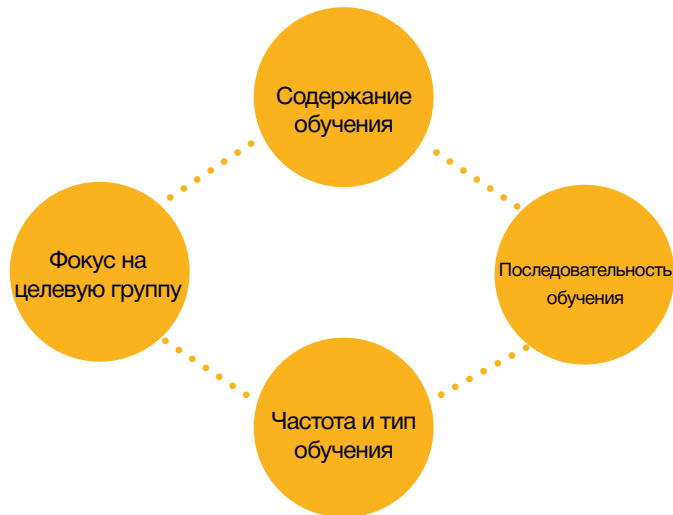 Содержание
обучения
Фокус на
целевую группу
Последовательность
обучения
Частота и тип
обучения